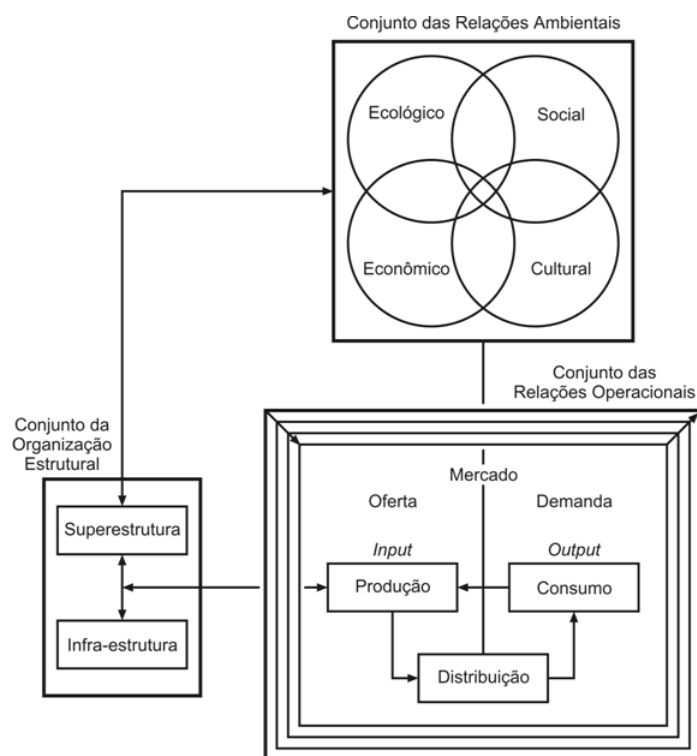 Conjunto das Relações Ambientais
Ecológico
Social
Econômico
Cultural
Conjunto das
Relações Operacionais
Conjunto da
Organização
Estrutural
Superestrutura
Infra-estrutura
Mercado
Oferta
Demanda
Input
Output
Produção
Consumo
Distribuição